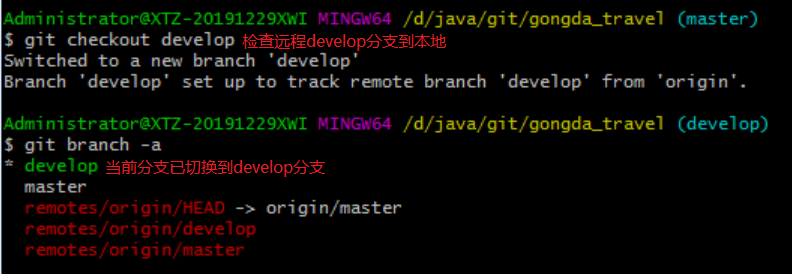 Administrator@XTZ-20191229XWI MINGW64 /d/java/git/gongda_travel (master)
$ git checkout develop 检查远程develop分支到本地
Switched to a new branch 'develop'
Branch 'develop' set up to track remote branch 'develop' from 'origin'.
Administrator@XTZ-20191229XWI MINGW64 /d/java/git/gongda_travel (develop)
$ git branch -a
* develop 当前分支已切换到develop分支
master
remotes/origin/HEAD -> origin/master
remotes/origin/develop
remotes/origin/master